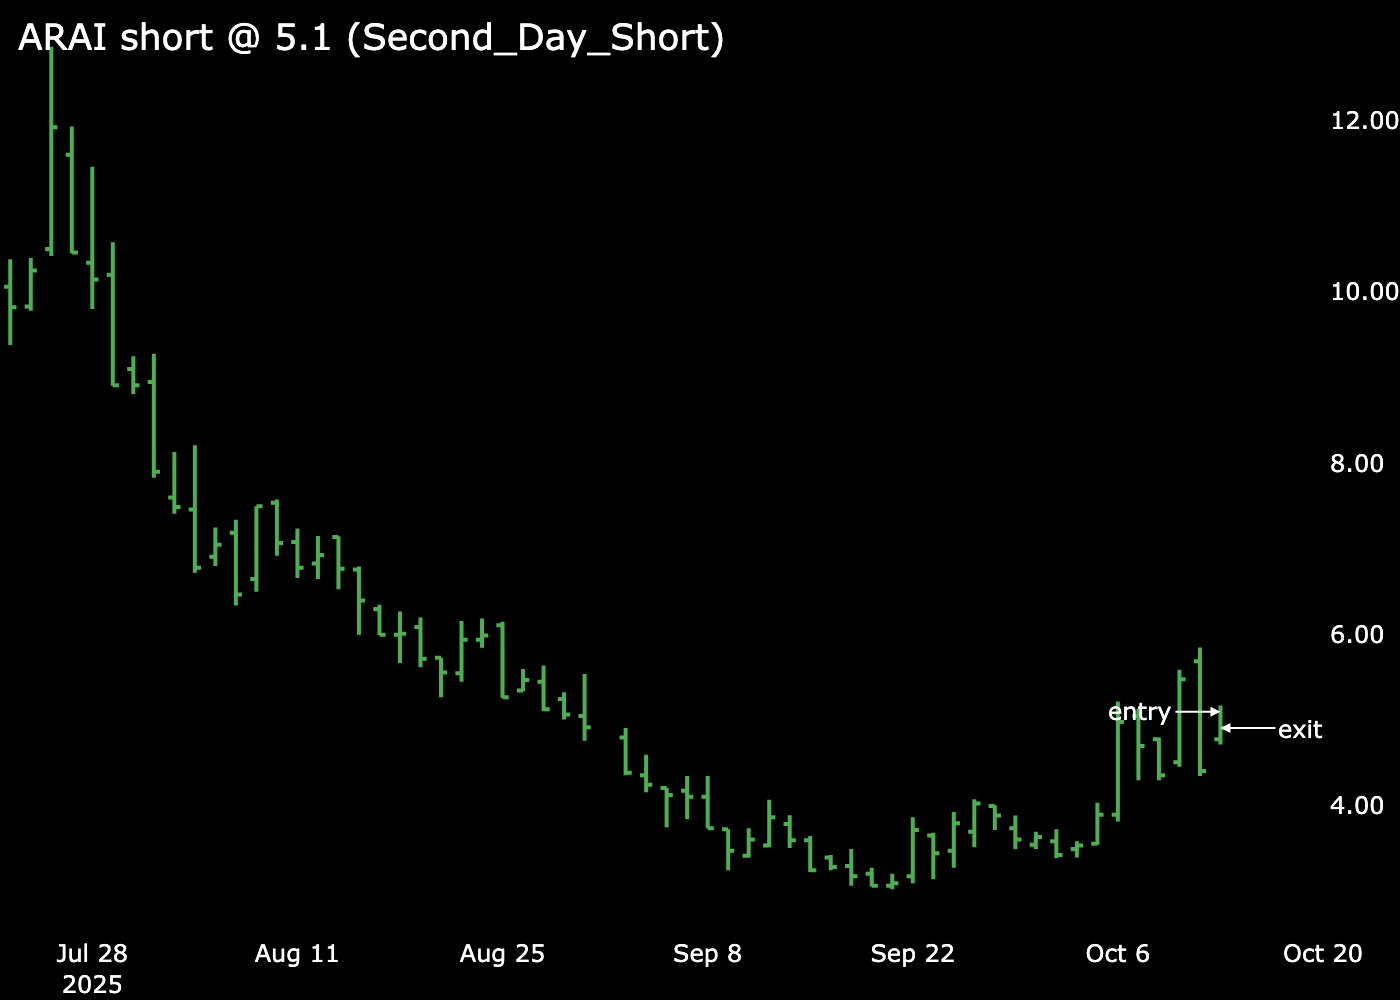 ARAI short @ 5.1 (Second_Day_Short)
12.00
10.00
8.00
6.00
entry
exit
4.00
Jul 28 Aug 11 Aug 25 Sep 8 Sep 22 Oct 6 Oct 20
2025